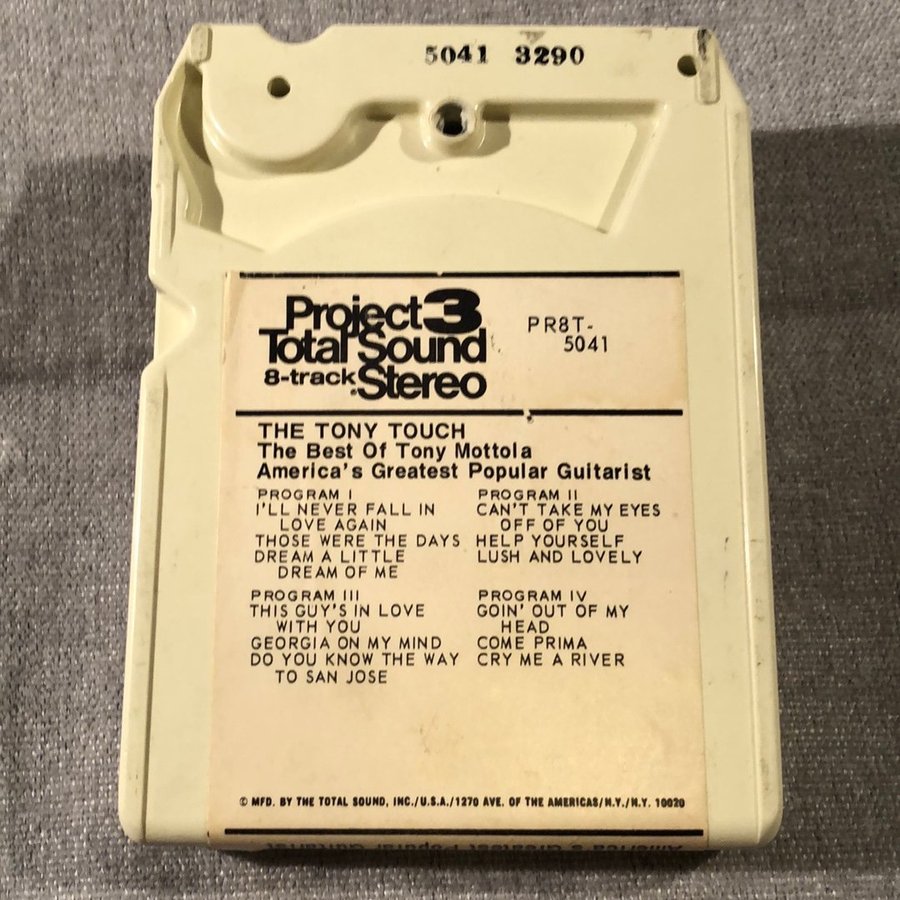 5041 3290
Project 3
Total Sound
8-track Stereo
PR8T-
5041
THE TONY TOUCH
The Best Of Tony Mottola
America's Greatest Popular Guitarist
PROGRAM I
I'LL NEVER FALL IN
LOVE AGAIN
THOSE WERE THE DAYS
DREAM A LITTLE
DREAM OF ME
PROGRAM II
CAN'T TAKE MY EYES
OFF OF YOU
HELP YOURSELF
LUSH AND LOVELY
PROGRAM III
THIS GUY'S IN LOVE
WITH YOU
GEORGIA ON MY MIND
DO YOU KNOW THE WAY
TO SAN JOSE
PROGRAM IV
GOIN' OUT OF MY
HEAD
COME PRIMA
CRY ME A RIVER
© MFD. BY THE TOTAL SOUND, INC./U.S.A./1270 AVE. OF THE AMERICAS/N.Y./N.Y. 10020
America's Greatest Popular Guitarist